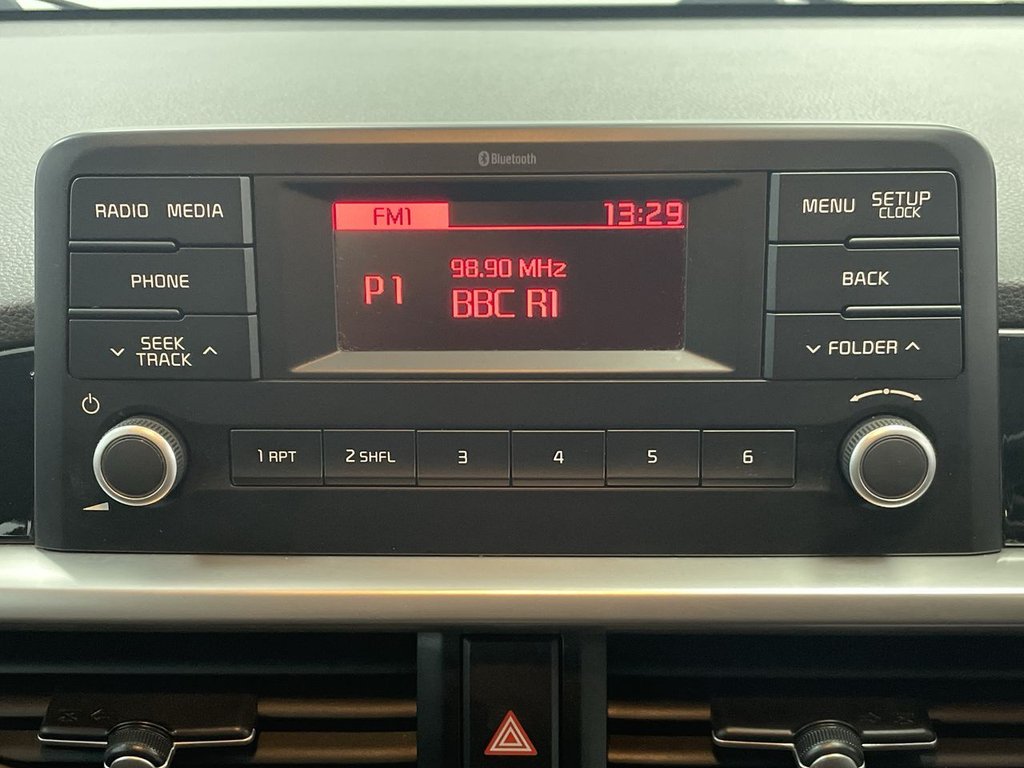 Bluetooth
RADIO MEDIA
PHONE
SEEK
TRACK
FM1 13:29
98.90 MHz
P1
BBC R1
MENU SETUP
CLOCK
BACK
FOLDER
1 RPT 2 SHFL 3 4 5 6